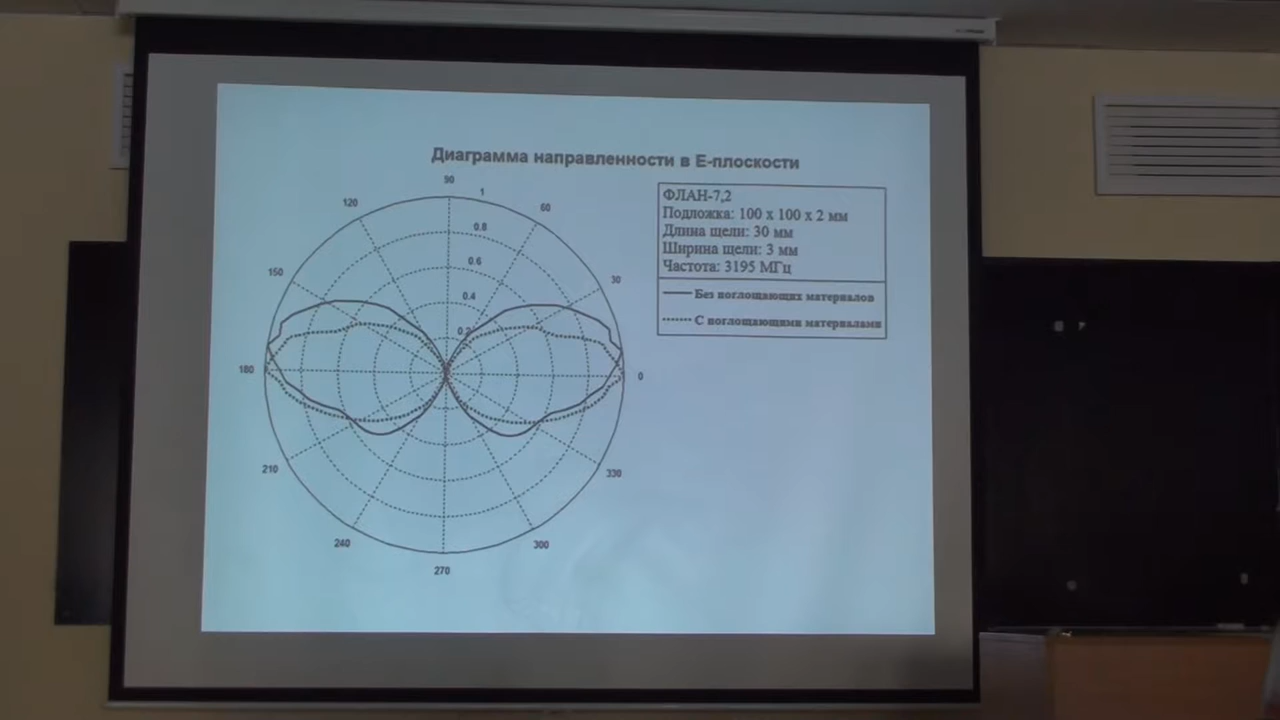 Диаграмма направленности в Е-плоскости
90
1
120
60
0.8
0.6
150
30
0.4
0.2
180
0
210
330
240
300
270
ФЛАН-7,2
Подложка: 100 х 100 х 2 мм
Длина щели: 30 мм
Ширина щели: 3 мм
Частота: 3195 МГц
Без поглощающих материалов
С поглощающими материалами